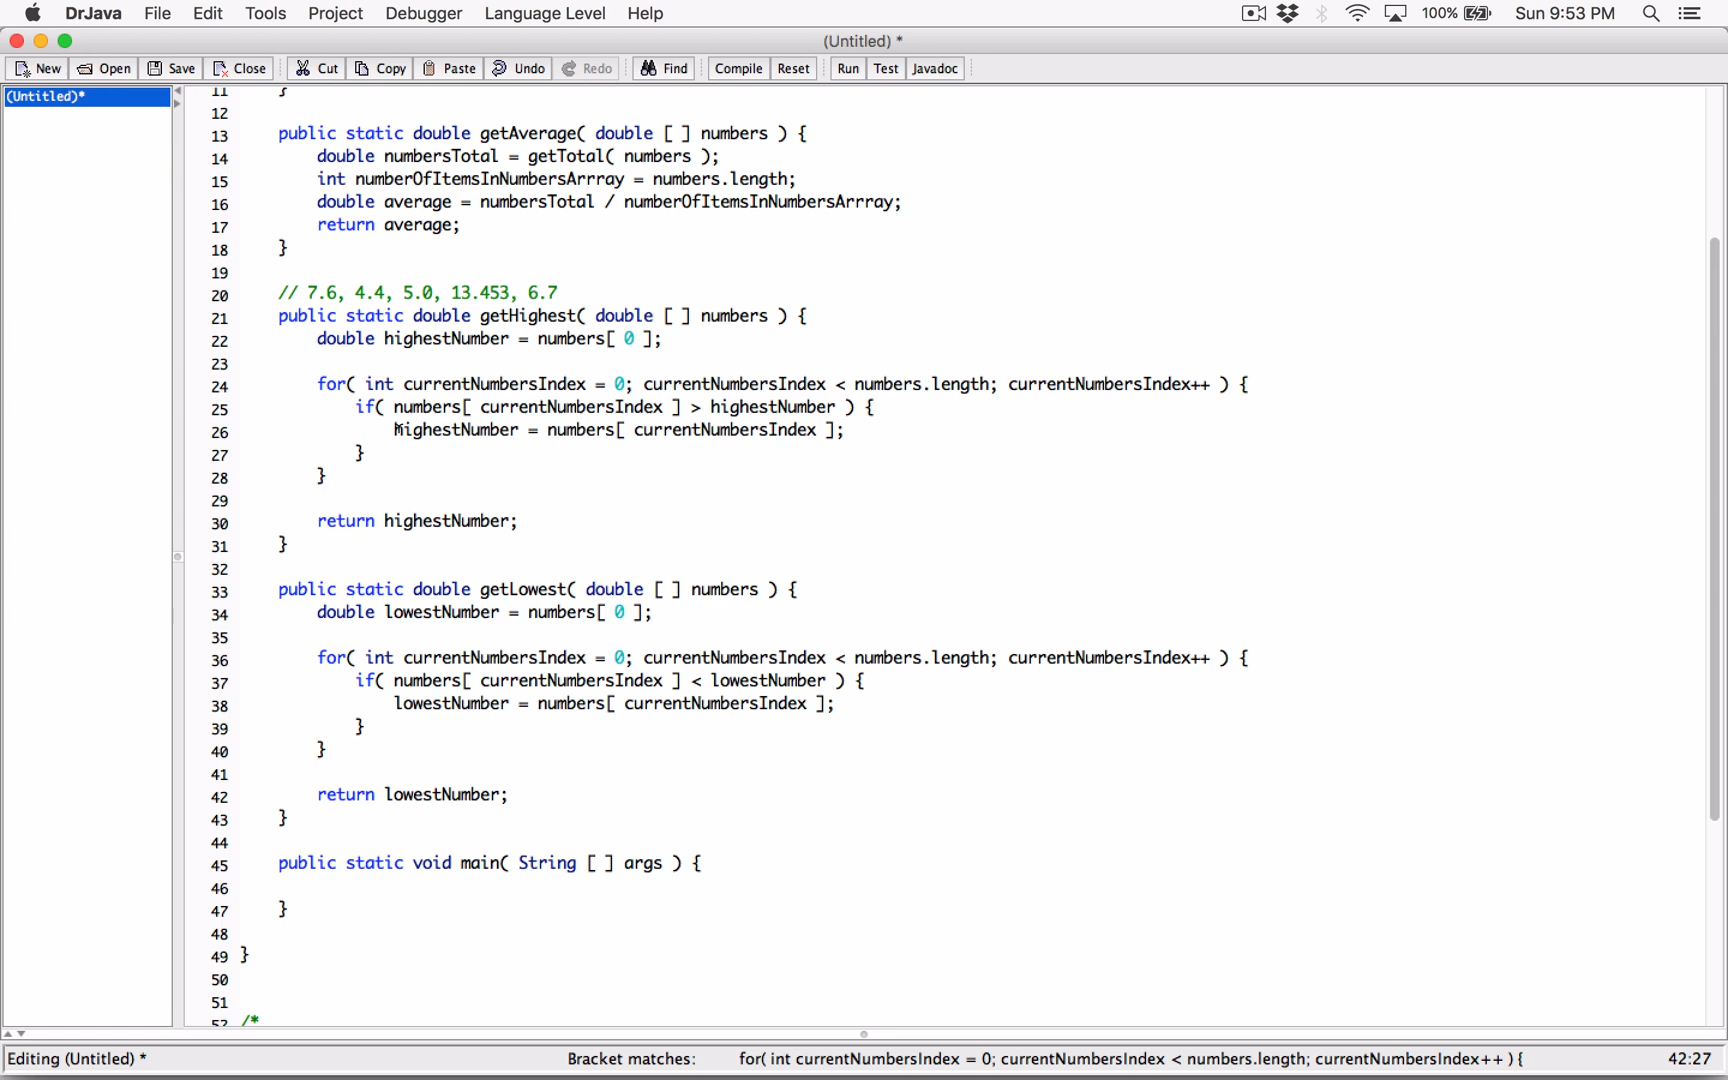 DrJava File Edit Tools Project Debugger Language Level Help 100% Sun 9:53 PM
(Untitled) *
New Open Save Close Cut Copy Paste Undo Redo Find Compile Reset Run Test Javadoc
(Untitled)*
11 }
12
13 public static double getAverage( double [ ] numbers ) {
14 double numbersTotal = getTotal( numbers );
15 int numberOfItemsInNumbersArrray = numbers.length;
16 double average = numbersTotal / numberOfItemsInNumbersArrray;
17 return average;
18 }
19
20 // 7.6, 4.4, 5.0, 13.453, 6.7
21 public static double getHighest( double [ ] numbers ) {
22 double highestNumber = numbers[ 0 ];
23
24 for( int currentNumbersIndex = 0; currentNumbersIndex < numbers.length; currentNumbersIndex++ ) {
25 if( numbers[ currentNumbersIndex ] > highestNumber ) {
26 highestNumber = numbers[ currentNumbersIndex ];
27 }
28 }
29
30 return highestNumber;
31 }
32
33 public static double getLowest( double [ ] numbers ) {
34 double lowestNumber = numbers[ 0 ];
35
36 for( int currentNumbersIndex = 0; currentNumbersIndex < numbers.length; currentNumbersIndex++ ) {
37 if( numbers[ currentNumbersIndex ] < lowestNumber ) {
38 lowestNumber = numbers[ currentNumbersIndex ];
39 }
40 }
41
42 return lowestNumber;
43 }
44
45 public static void main( String [ ] args ) {
46
47 }
48
49 }
50
51
52 /*
Editing (Untitled) * Bracket matches: for( int currentNumbersIndex = 0; currentNumbersIndex < numbers.length; currentNumbersIndex++ ) { 42:27